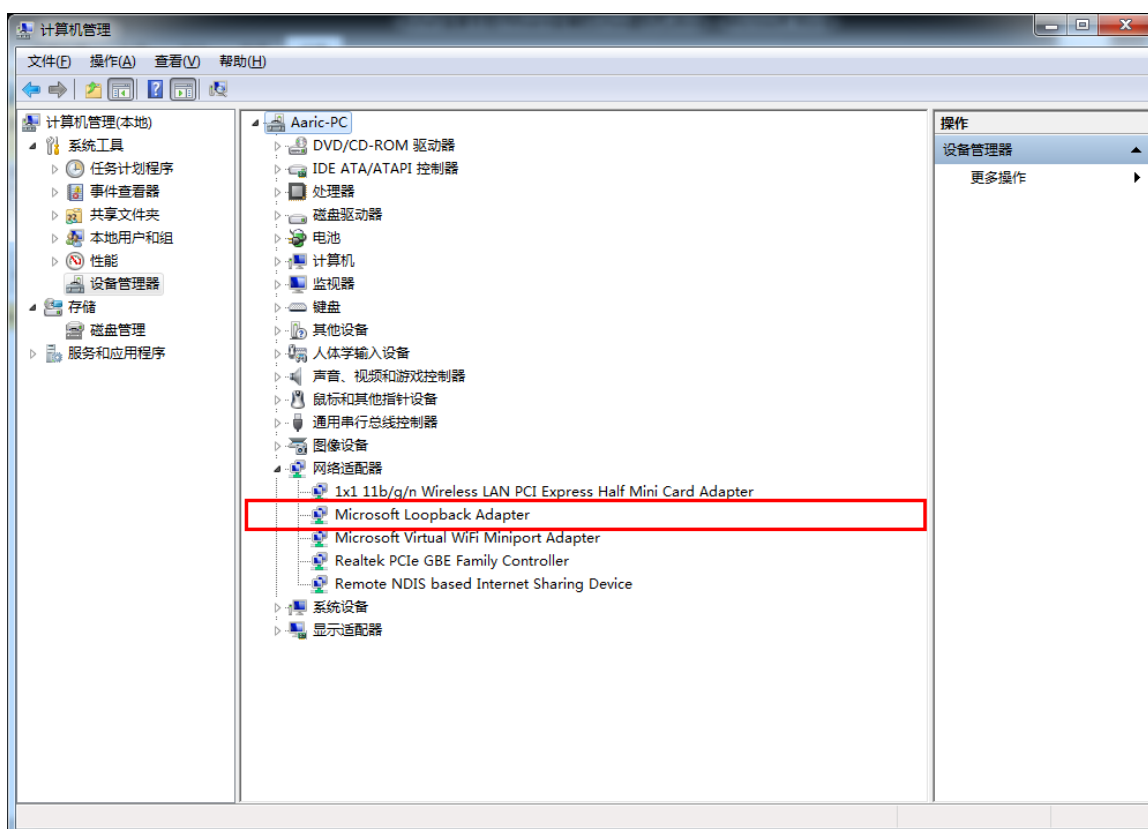 计算机管理
文件(F) 操作(A) 查看(V) 帮助(H)
计算机管理(本地)
系统工具
任务计划程序
事件查看器
共享文件夹
本地用户和组
性能
设备管理器
存储
磁盘管理
服务和应用程序
Aaric-PC
DVD/CD-ROM 驱动器
IDE ATA/ATAPI 控制器
处理器
磁盘驱动器
电池
计算机
监视器
键盘
其他设备
人体学输入设备
声音、视频和游戏控制器
鼠标和其他指针设备
通用串行总线控制器
图像设备
网络适配器
1x1 11b/g/n Wireless LAN PCI Express Half Mini Card Adapter
Microsoft Loopback Adapter
Microsoft Virtual WiFi Miniport Adapter
Realtek PCIe GBE Family Controller
Remote NDIS based Internet Sharing Device
系统设备
显示适配器
操作
设备管理器
更多操作